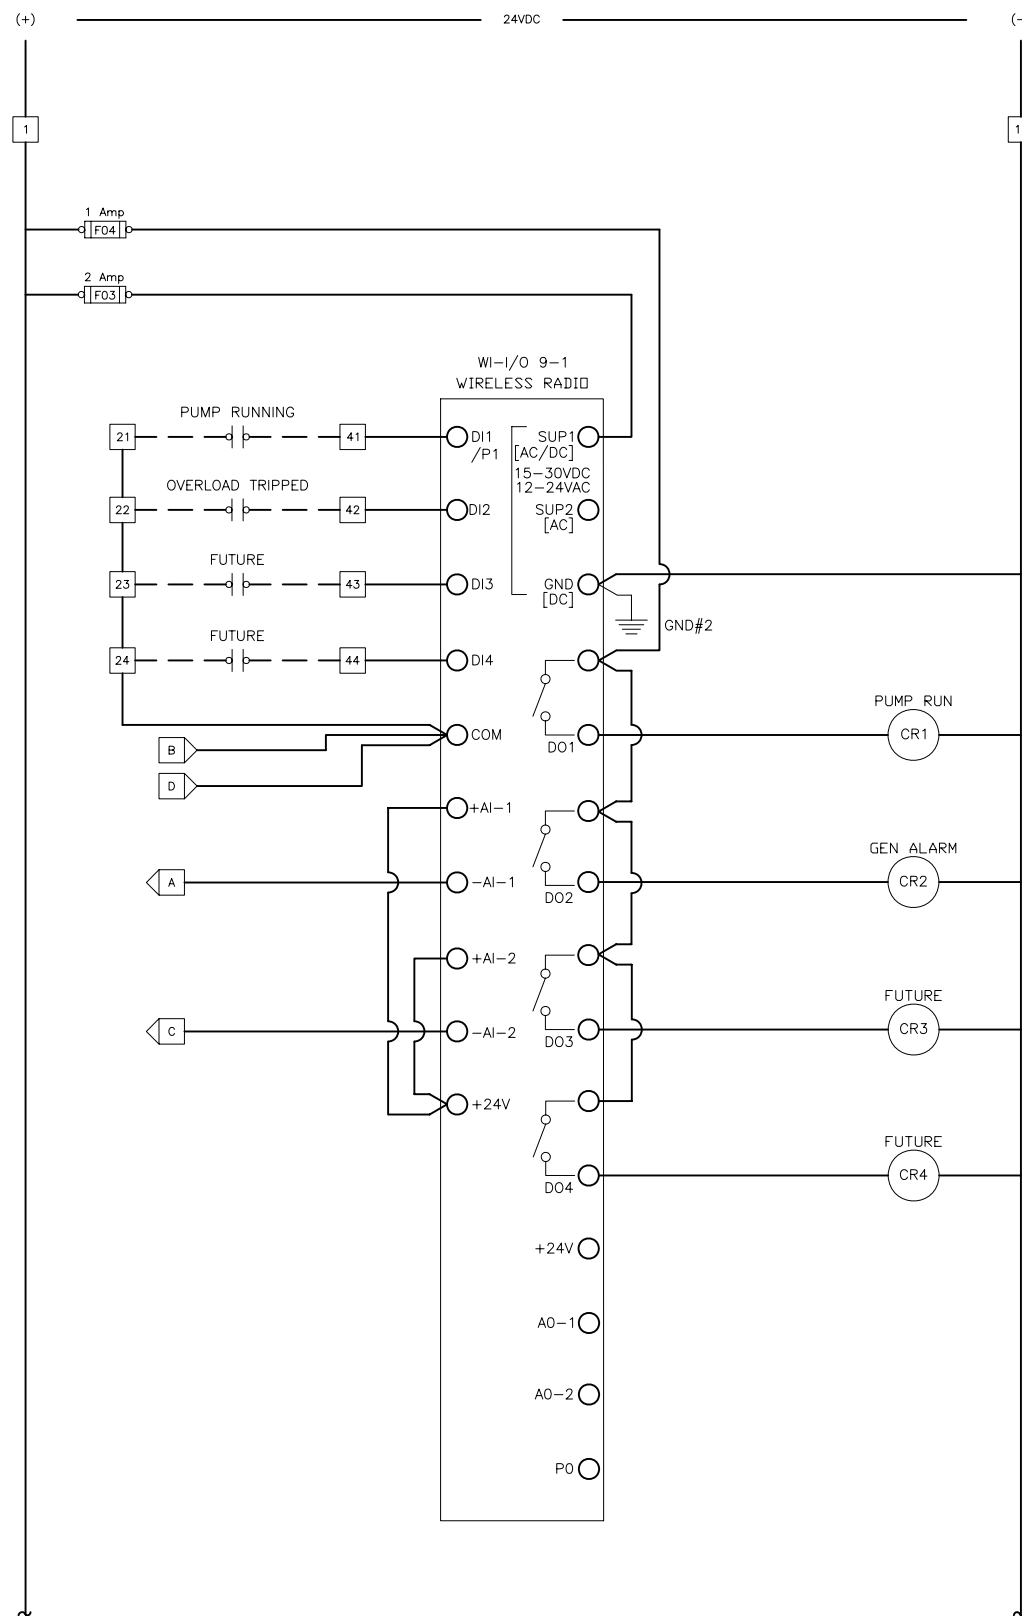 (+) 24VDC (-
1 1
1 Amp
F04
2 Amp
F03
WI-I/O 9-1
WIRELESS RADIO
PUMP RUNNING
21 41 DI1
/P1
SUP1
[AC/DC]
15-30VDC
12-24VAC
OVERLOAD TRIPPED
22 42 DI2
SUP2
[AC]
FUTURE
23 43 DI3
GND
[DC]
GND#2
FUTURE
24 44 DI4
PUMP RUN
COM
DO1
CR1
B
D
+AI-1
GEN ALARM
A
-AI-1
DO2
CR2
+AI-2
FUTURE
C
-AI-2
DO3
CR3
+24V
FUTURE
DO4
CR4
+24V
AO-1
AO-2
PO